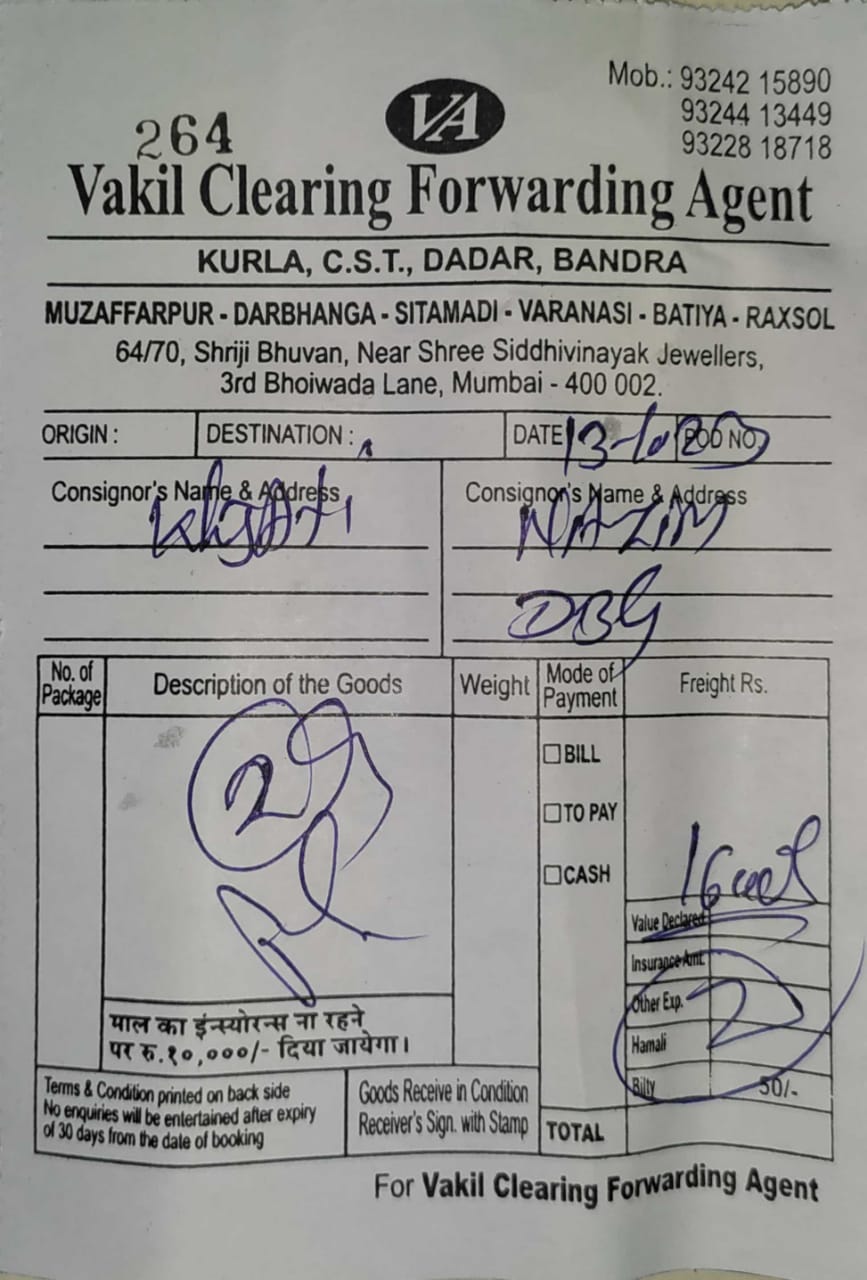 Mob.: 93242 15890
93244 13449
93228 18718
264
VA
Vakil Clearing Forwarding Agent
KURLA, C.S.T., DADAR, BANDRA
MUZAFFARPUR - DARBHANGA - SITAMADI - VARANASI - BATIYA - RAXSOL
64/70, Shriji Bhuvan, Near Shree Siddhivinayak Jewellers,
3rd Bhoiwada Lane, Mumbai - 400 002.
ORIGIN : DESTINATION : DATE POD NO.
Consignor's Name & Address Consignor's Name & Address
NAZIM
DBG
No. of Package Description of the Goods Weight Mode of Payment Freight Rs.
BILL
TO PAY
CASH
2
Value Declared
Insurance Amt.
Other Exp.
2
Hamali
Bilty 50/-
माल का इंन्स्योरन्स ना रहने
पर रु.१०,०००/- दिया जायेगा।
Terms & Condition printed on back side
No enquiries will be entertained after expiry
of 30 days from the date of booking
Goods Receive in Condition
Receiver's Sign. with Stamp
TOTAL
For Vakil Clearing Forwarding Agent